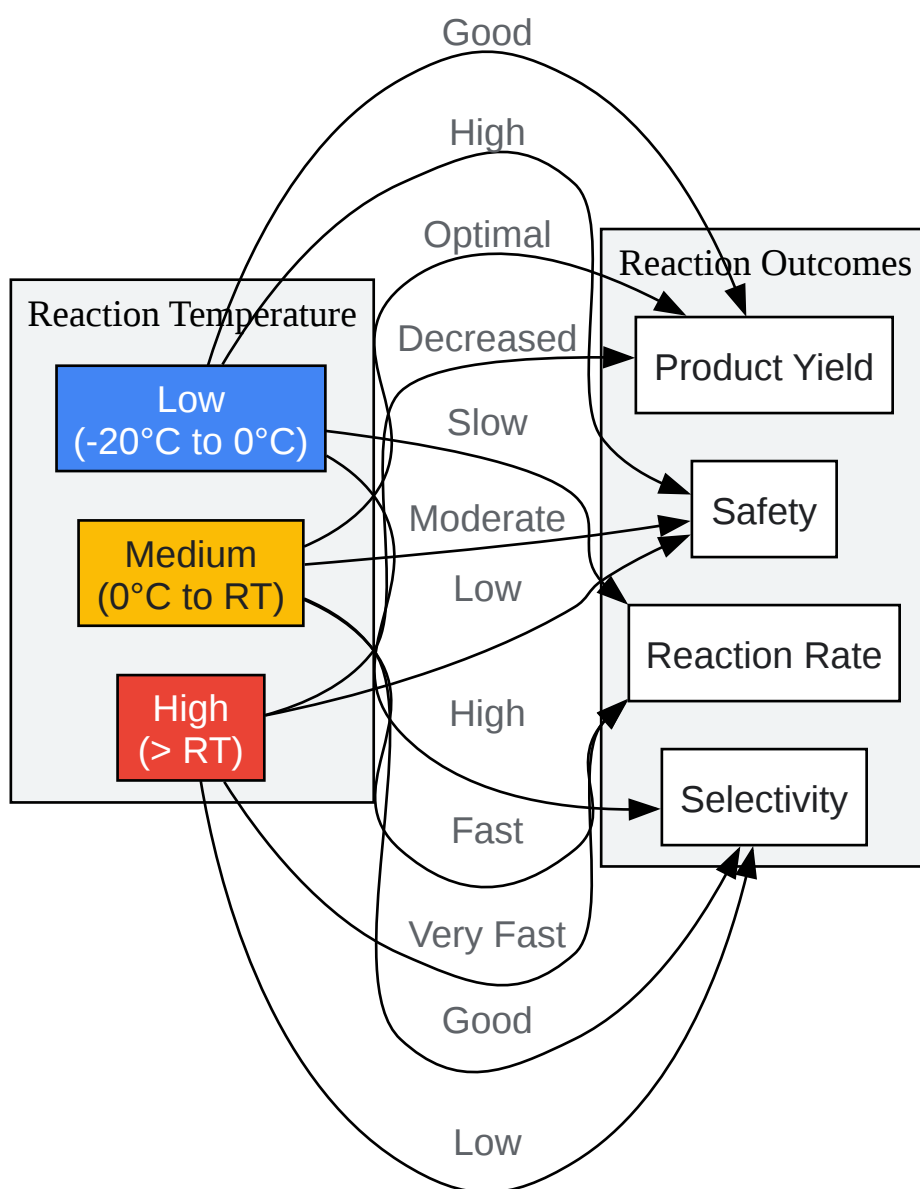 Good
High
Optimal
Reaction Outcomes
Reaction Temperature
Decreased
Product Yield
Low
(-20°C to 0°C)
Slow
Safety
Moderate
Medium
(0°C to RT)
Low
Reaction Rate
High
(> RT)
High
Selectivity
Fast
Very Fast
Good
Low